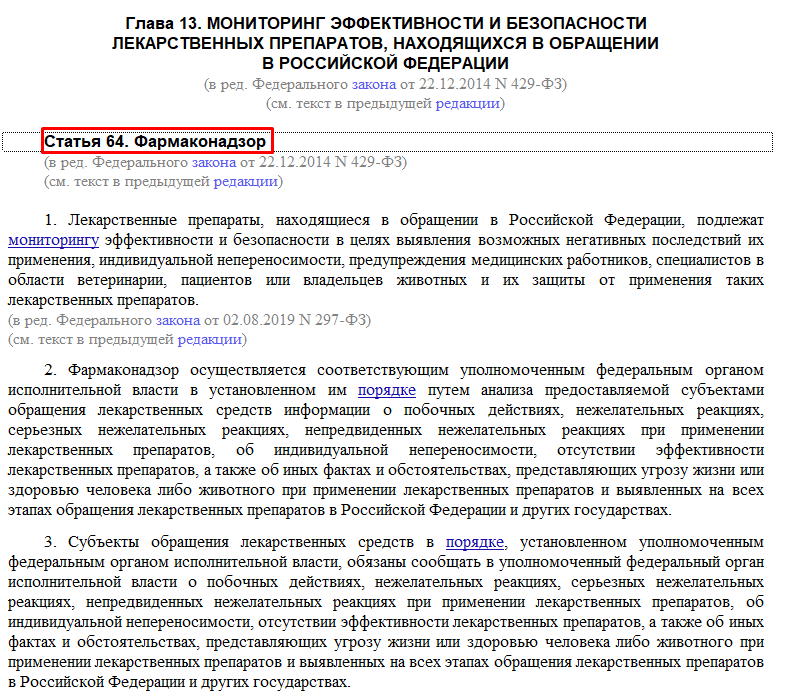 Глава 13. МОНИТОРИНГ ЭФФЕКТИВНОСТИ И БЕЗОПАСНОСТИ
ЛЕКАРСТВЕННЫХ ПРЕПАРАТОВ, НАХОДЯЩИХСЯ В ОБРАЩЕНИИ
В РОССИЙСКОЙ ФЕДЕРАЦИИ
(в ред. Федерального закона от 22.12.2014 N 429-ФЗ)
(см. текст в предыдущей редакции)
Статья 64. Фармаконадзор
(в ред. Федерального закона от 22.12.2014 N 429-ФЗ)
(см. текст в предыдущей редакции)
1. Лекарственные препараты, находящиеся в обращении в Российской Федерации, подлежат
мониторингу эффективности и безопасности в целях выявления возможных негативных последствий их
применения, индивидуальной непереносимости, предупреждения медицинских работников, специалистов в
области ветеринарии, пациентов или владельцев животных и их защиты от применения таких
лекарственных препаратов.
(в ред. Федерального закона от 02.08.2019 N 297-ФЗ)
(см. текст в предыдущей редакции)
2. Фармаконадзор осуществляется соответствующим уполномоченным федеральным органом
исполнительной власти в установленном им порядке путем анализа предоставляемой субъектами
обращения лекарственных средств информации о побочных действиях, нежелательных реакциях,
серьезных нежелательных реакциях, непредвиденных нежелательных реакциях при применении
лекарственных препаратов, об индивидуальной непереносимости, отсутствии эффективности
лекарственных препаратов, а также об иных фактах и обстоятельствах, представляющих угрозу жизни или
здоровью человека либо животного при применении лекарственных препаратов и выявленных на всех
этапах обращения лекарственных препаратов в Российской Федерации и других государствах.
3. Субъекты обращения лекарственных средств в порядке, установленном уполномоченным
федеральным органом исполнительной власти, обязаны сообщать в уполномоченный федеральный орган
исполнительной власти о побочных действиях, нежелательных реакциях, серьезных нежелательных
реакциях, непредвиденных нежелательных реакциях при применении лекарственных препаратов, об
индивидуальной непереносимости, отсутствии эффективности лекарственных препаратов, а также об иных
фактах и обстоятельствах, представляющих угрозу жизни или здоровью человека либо животного при
применении лекарственных препаратов и выявленных на всех этапах обращения лекарственных препаратов
в Российской Федерации и других государствах.